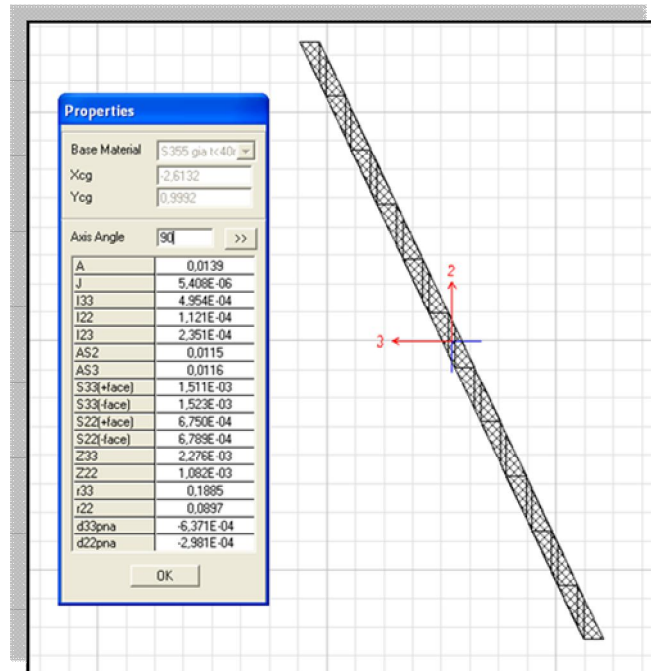 Properties
Base Material S355 gia tc40r
Xcg -2,6132
Ycg 0,9992
Axis Angle 90 >>
A 0,0139
J 5,408E-06
I33 4,954E-04
I22 1,121E-04
I23 2,351E-04
AS2 0,0115
AS3 0,0116
S33(+face) 1,511E-03
S33(-face) 1,523E-03
S22(+face) 6,750E-04
S22(-face) 6,789E-04
Z33 2,276E-03
Z22 1,082E-03
r33 0,1885
r22 0,0897
d33pna -6,371E-04
d22pna -2,981E-04
OK
2
3